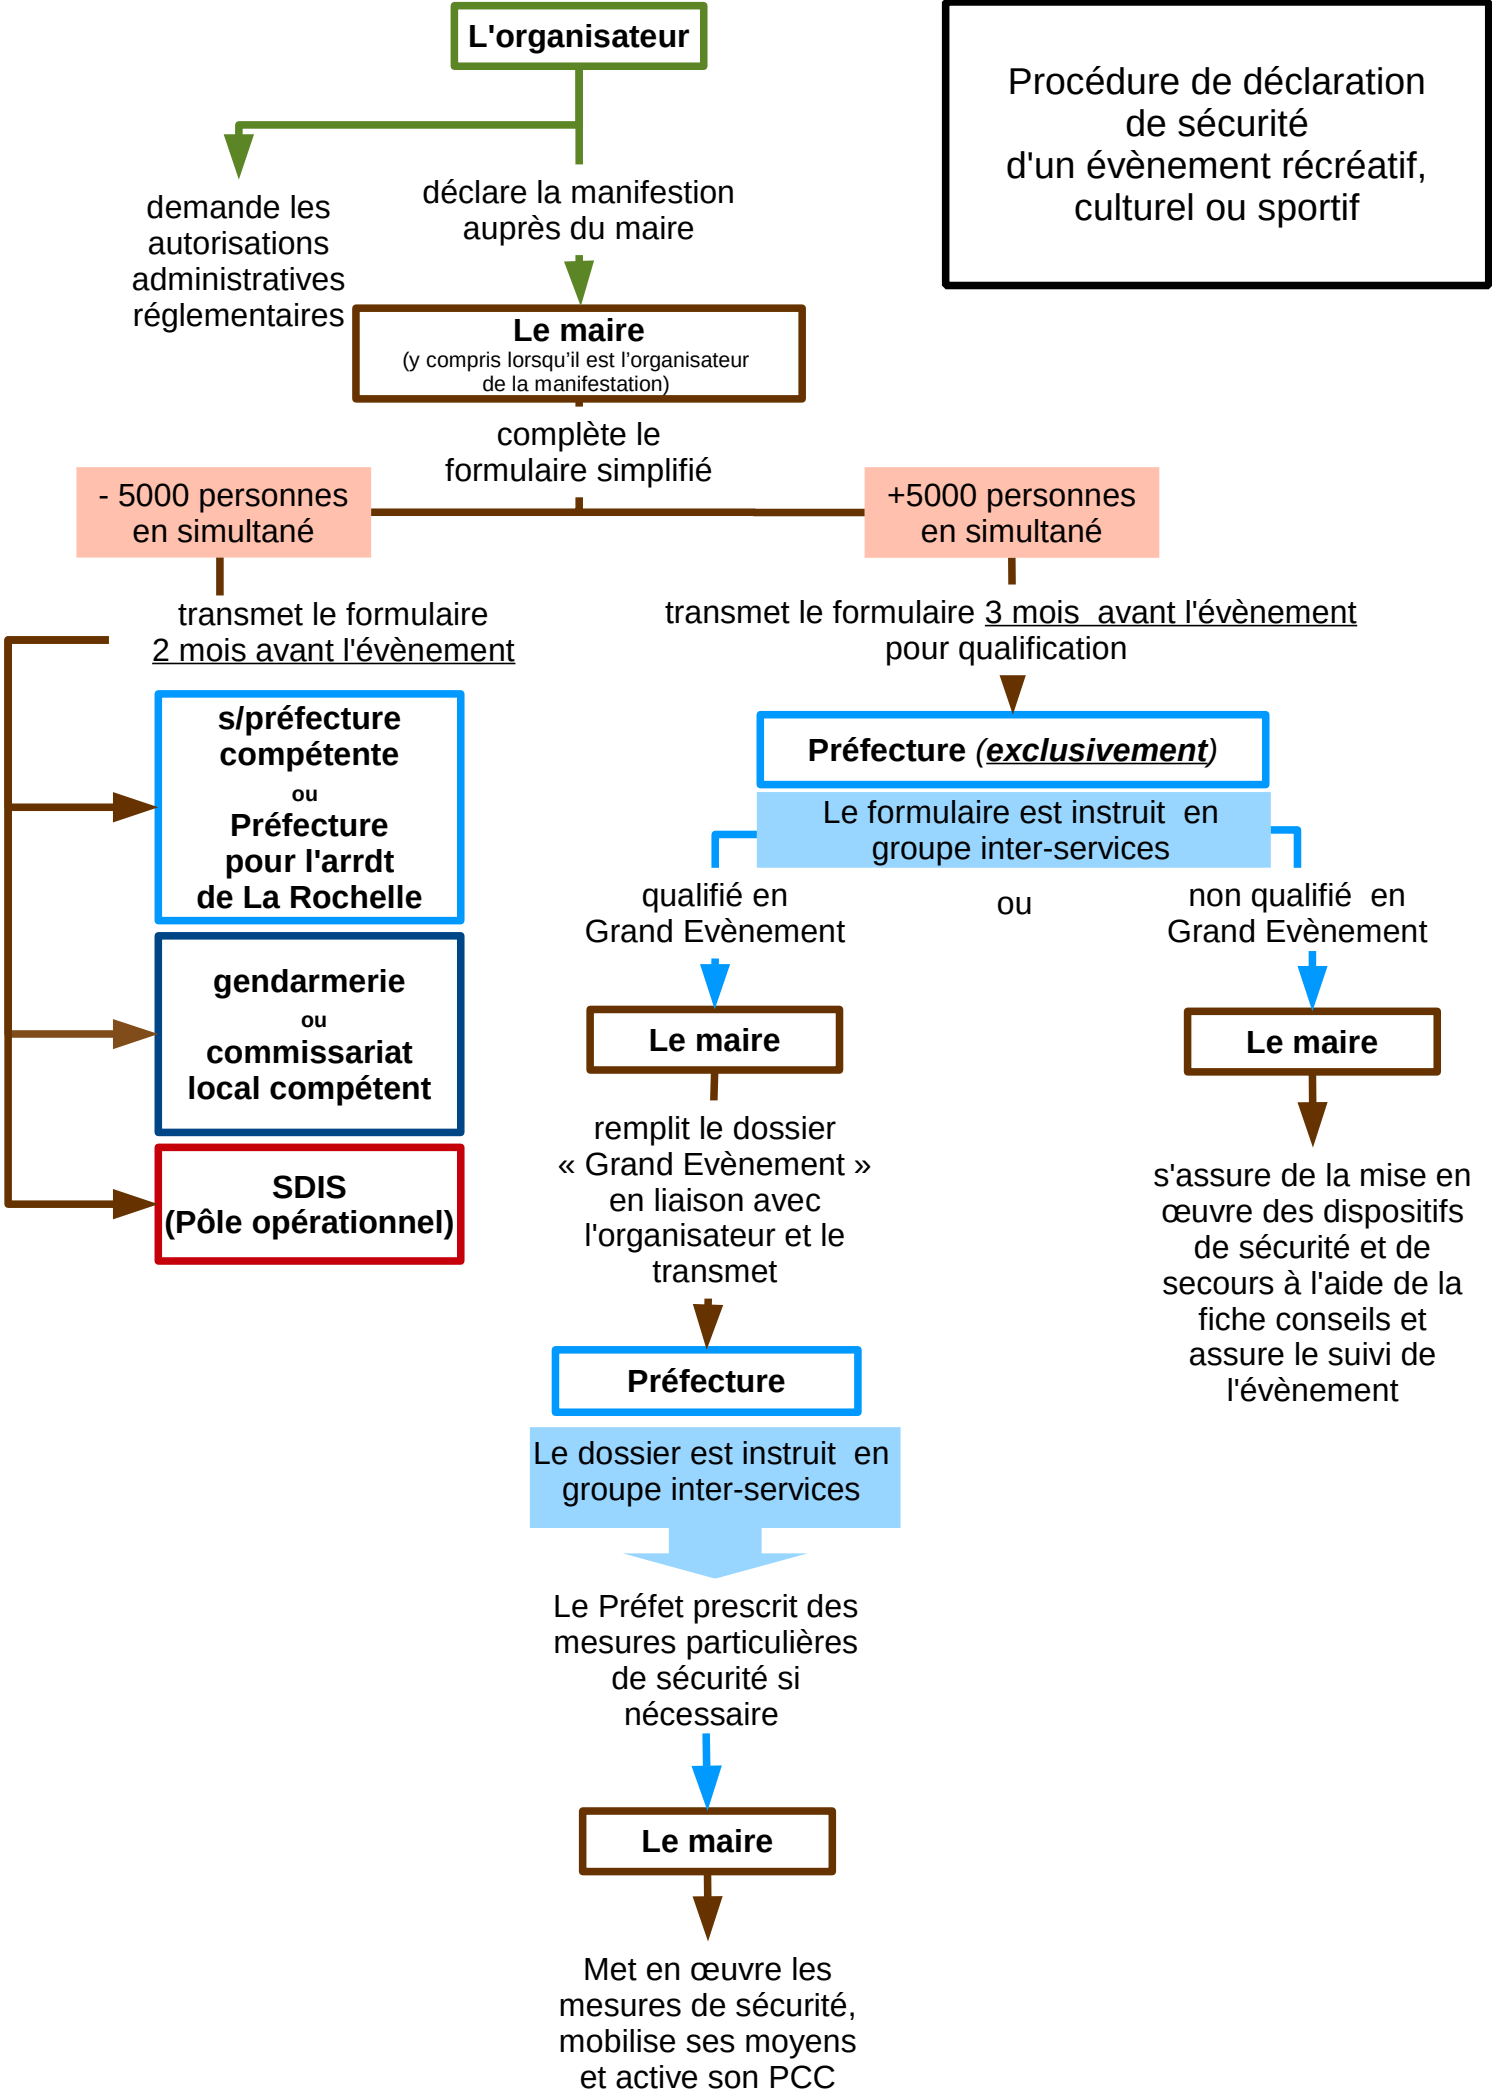 L'organisateur
Procédure de déclaration
de sécurité
d'un évènement récréatif,
culturel ou sportif
demande les
autorisations
administratives
réglementaires
déclare la manifestion
auprès du maire
Le maire
(y compris lorsqu’il est l’organisateur
de la manifestation)
complète le
formulaire simplifié
- 5000 personnes
en simultané
+5000 personnes
en simultané
transmet le formulaire
2 mois avant l'évènement
transmet le formulaire 3 mois  avant l'évènement
pour qualification
s/préfecture
compétente
ou
Préfecture
pour l'arrdt
de La Rochelle
gendarmerie
ou
commissariat
local compétent
SDIS
(Pôle opérationnel)
Préfecture (exclusivement)
Le formulaire est instruit  en
groupe inter-services
qualifié en
Grand Evènement
ou
non qualifié  en
Grand Evènement
Le maire
remplit le dossier
« Grand Evènement »
en liaison avec
l'organisateur et le
transmet
Le maire
s'assure de la mise en
œuvre des dispositifs
de sécurité et de
secours à l'aide de la
fiche conseils et
assure le suivi de
l'évènement
Préfecture
Le dossier est instruit  en
groupe inter-services
Le Préfet prescrit des
mesures particulières
de sécurité si
nécessaire
Le maire
Met en œuvre les
mesures de sécurité,
mobilise ses moyens
et active son PCC